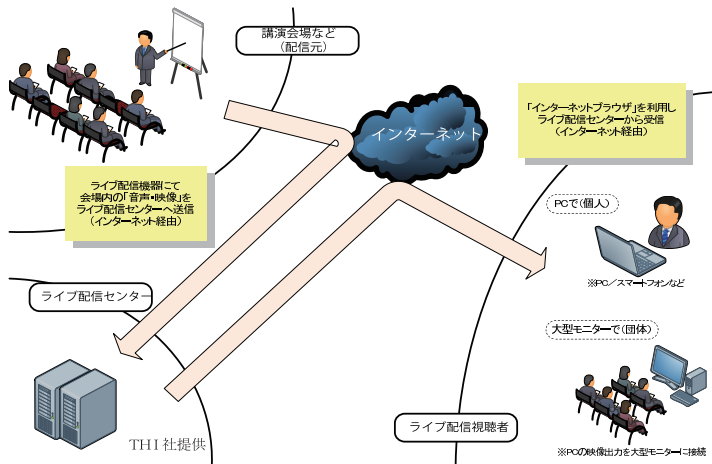 講演会場など
（配信元）
インターネット
「インターネットブラウザ」を利用し
ライブ配信センターから受信
（インターネット経由）
ライブ配信機器にて
会場内の「音声・映像」を
ライブ配信センターへ送信
（インターネット経由）
PCで（個人）
※PC／スマートフォンなど
ライブ配信センター
大型モニターで（団体）
ライブ配信視聴者
THI 社提供
※PCの映像出力を大型モニターに接続